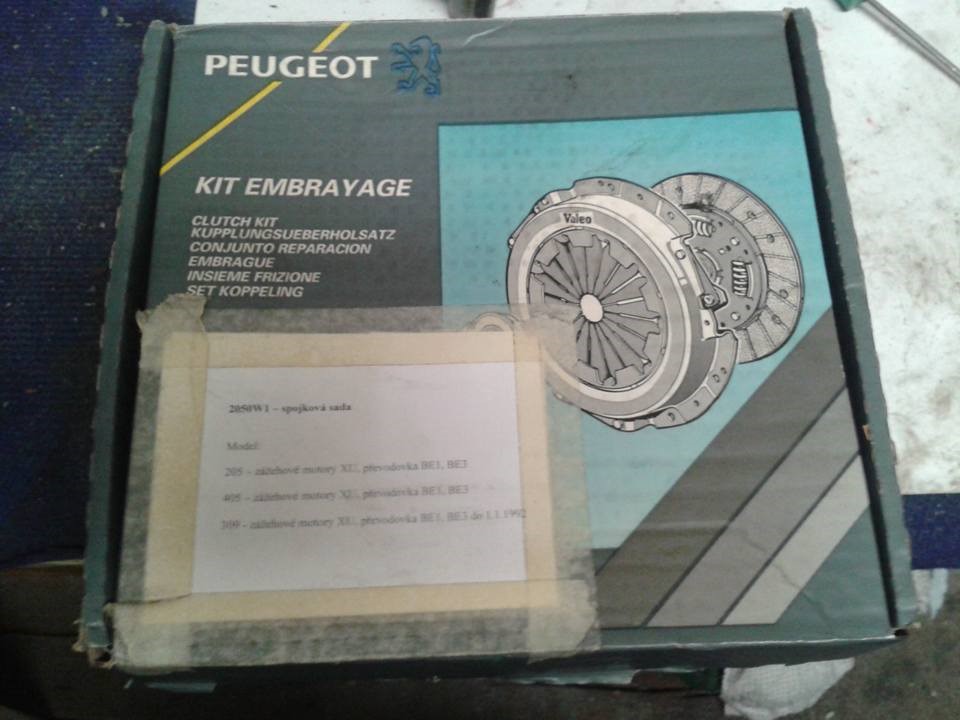 PEUGEOT
KIT EMBRAYAGE
CLUTCH KIT
KUPPLUNGSUEBERHOLSATZ
CONJUNTO REPARACION
EMBRAGUE
INSIEME FRIZIONE
SET KOPPELING
Valeo
2050W1 – spojková sada
Model:
205 – zážehové motory XU, převodovka BE1, BE3
405 – zážehové motory XU, převodovka BE1, BE3
309 – zážehové motory XU, převodovka BE1, BE3 do 1.1.1992